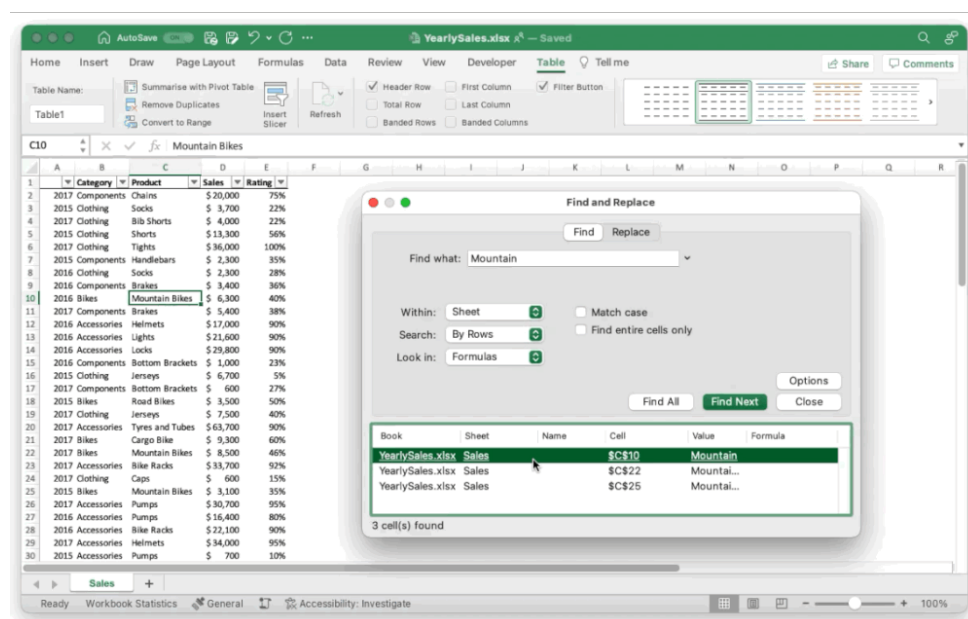 AutoSave
YearlySales.xlsx — Saved
Home Insert Draw Page Layout Formulas Data Review View Developer Table Tell me
Share Comments
Table Name:
Table1
Summarise with Pivot Table
Remove Duplicates
Convert to Range
Insert Slicer
Refresh
Header Row First Column Filter Button
Total Row Last Column
Banded Rows Banded Columns
C10 fx Mountain Bikes
A B C D E F G H I J K L M N O P Q R
1 Category Product Sales Rating
2 2017 Components Chains $ 20,000 75%
3 2015 Clothing Socks $ 3,700 22%
4 2017 Clothing Bib Shorts $ 4,000 22%
5 2015 Clothing Shorts $ 13,300 56%
6 2017 Clothing Tights $ 36,000 100%
7 2015 Components Handlebars $ 2,300 35%
8 2016 Clothing Socks $ 2,300 28%
9 2016 Components Brakes $ 3,400 36%
10 2016 Bikes Mountain Bikes $ 6,300 40%
11 2017 Components Brakes $ 5,400 38%
12 2016 Accessories Helmets $ 17,000 90%
13 2016 Accessories Lights $ 21,600 90%
14 2016 Accessories Locks $ 29,800 90%
15 2016 Components Bottom Brackets $ 1,000 23%
16 2015 Clothing Jerseys $ 6,700 5%
17 2017 Components Bottom Brackets $ 600 27%
18 2015 Bikes Road Bikes $ 3,500 50%
19 2017 Clothing Jerseys $ 7,500 40%
20 2017 Accessories Tyres and Tubes $ 63,700 90%
21 2017 Bikes Cargo Bike $ 9,300 60%
22 2017 Bikes Mountain Bikes $ 8,500 46%
23 2017 Accessories Bike Racks $ 33,700 92%
24 2017 Clothing Caps $ 600 15%
25 2015 Bikes Mountain Bikes $ 3,100 35%
26 2017 Accessories Pumps $ 30,700 95%
27 2016 Accessories Pumps $ 16,400 80%
28 2016 Accessories Bike Racks $ 22,100 90%
29 2017 Accessories Helmets $ 34,000 95%
30 2015 Accessories Pumps $ 700 10%
Find and Replace
Find Replace
Find what: Mountain
Within: Sheet
Match case
Search: By Rows
Find entire cells only
Look in: Formulas
Options
Find All Find Next Close
Book Sheet Name Cell Value Formula
YearlySales.xlsx Sales $C$10 Mountain
YearlySales.xlsx Sales $C$22 Mountai...
YearlySales.xlsx Sales $C$25 Mountai...
3 cell(s) found
Sales +
Ready Workbook Statistics General Accessibility: Investigate
100%